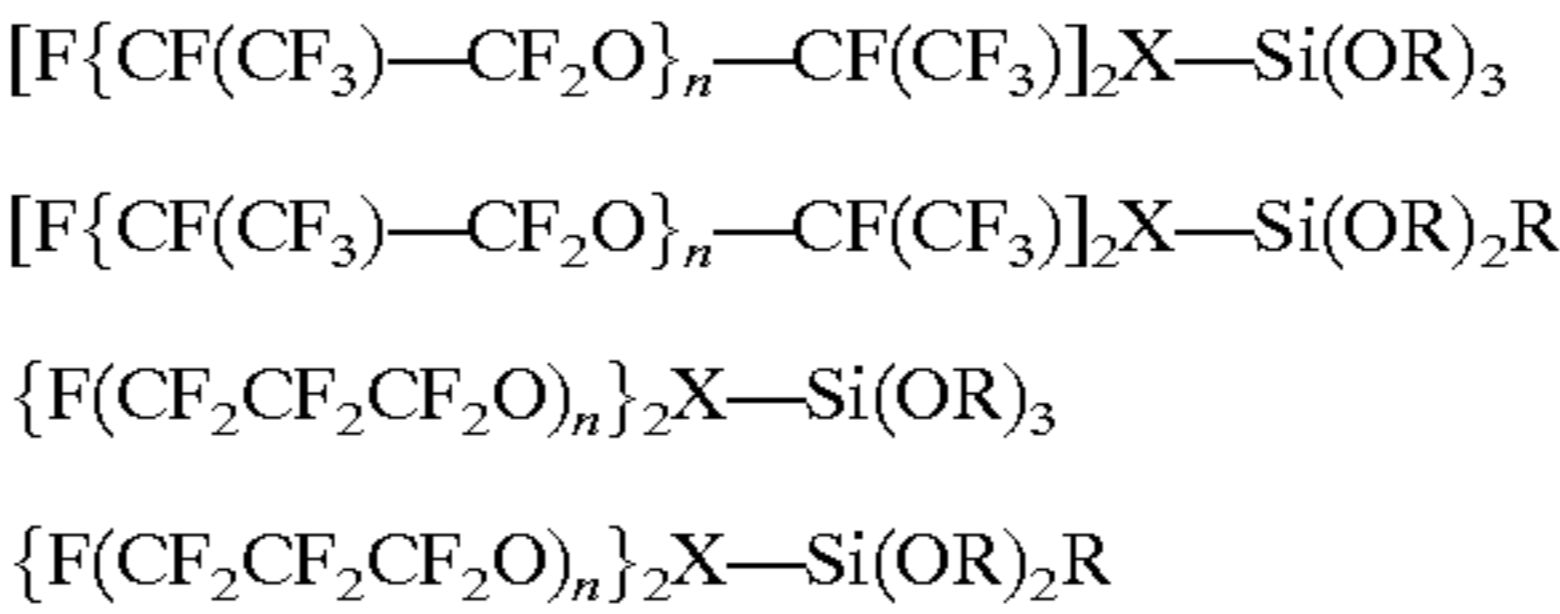 [F{CF(CF₃)—CF₂O}ₙ—CF(CF₃)]₂X—Si(OR)₃
[F{CF(CF₃)—CF₂O}ₙ—CF(CF₃)]₂X—Si(OR)₂R
{F(CF₂CF₂CF₂O)ₙ}₂X—Si(OR)₃
{F(CF₂CF₂CF₂O)ₙ}₂X—Si(OR)₂R